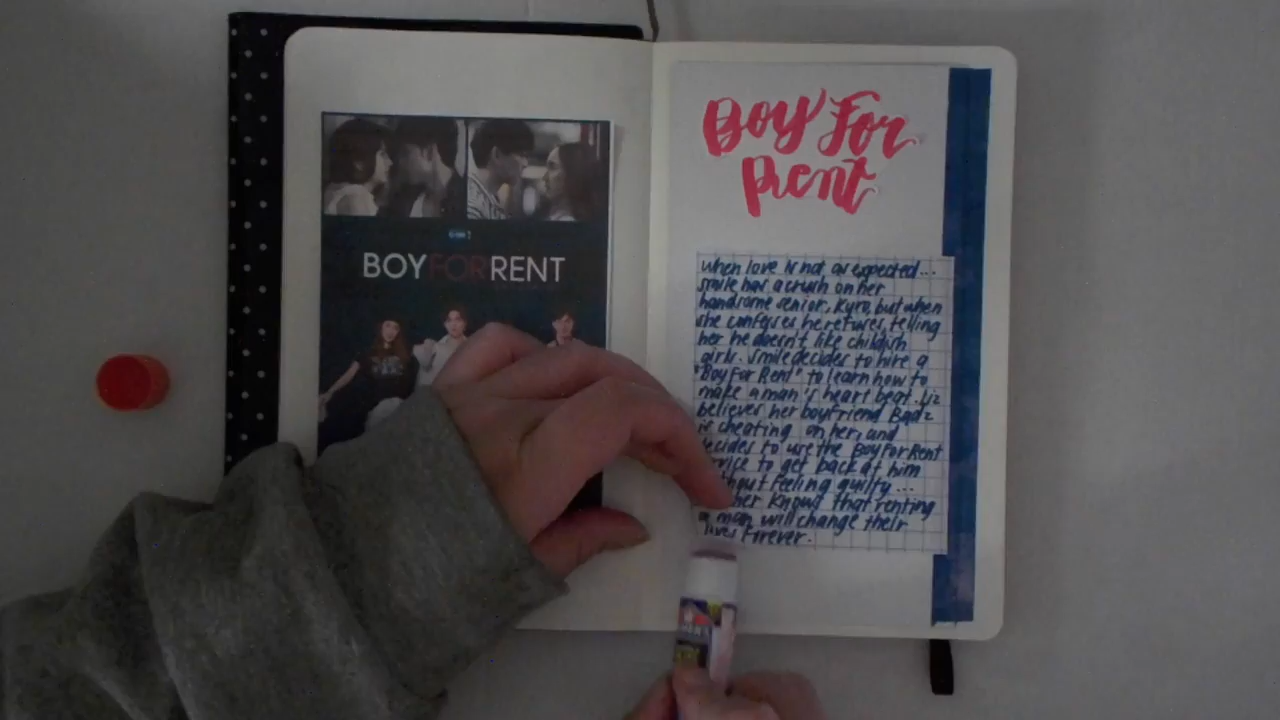 BOY FOR RENT
Boy For
Rent
when love is not as expected...
smile has a crush on her
handsome senior, Kyro, but when
she confesses he refuses, telling
her he doesn't like childish
girls. Smile decides to hire a
"Boy For Rent" to learn how to
make a man's heart beat. Liz
believes her boyfriend Badz
is cheating on her, and
decides to use the Boy For Rent
to get back at him
feeling guilty...
knows that renting
a man will change their
lives forever.